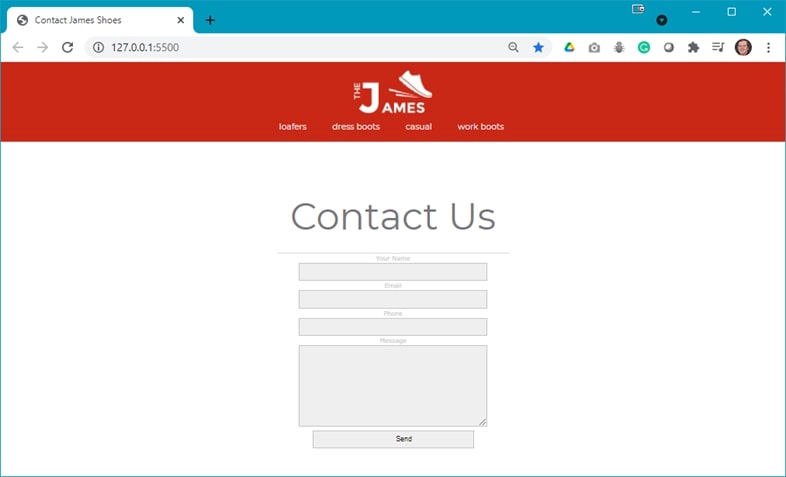 Contact James Shoes
127.0.0.1:5500
THE JAMES
loafers dress boots casual work boots
Contact Us
Your Name
Email
Phone
Message
Send